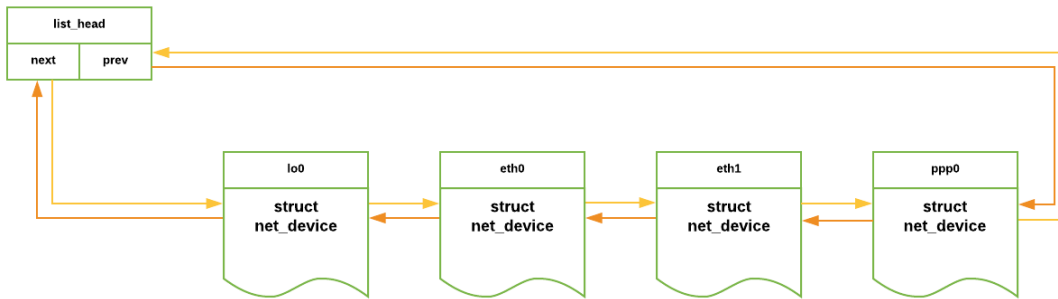 list_head
next prev
lo0
struct
net_device
eth0
struct
net_device
eth1
struct
net_device
ppp0
struct
net_device